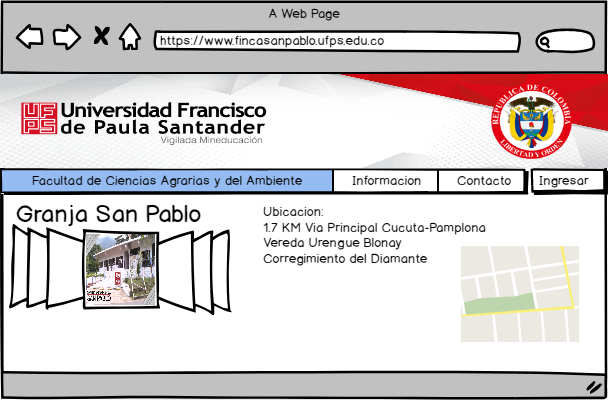 A Web Page
https://www.fincasanpablo.ufps.edu.co
UF
PS
Universidad Francisco
de Paula Santander
Vigilada Mineducación
REPUBLICA DE COLOMBIA
LIBERTAD Y ORDEN
Facultad de Ciencias Agrarias y del Ambiente
Informacion
Contacto
Ingresar
Granja San Pablo
Ubicacion:
1.7 KM Via Principal Cucuta-Pamplona
Vereda Urengue Blonay
Corregimiento del Diamante